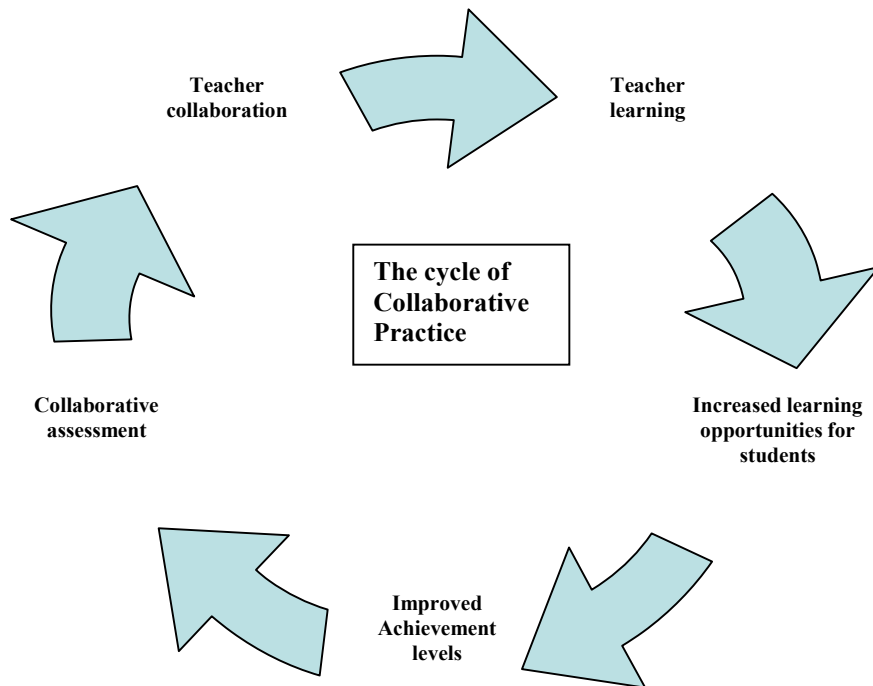 Teacher
collaboration
Teacher
learning
The cycle of
Collaborative
Practice
Collaborative
assessment
Increased learning
opportunities for
students
Improved
Achievement
levels